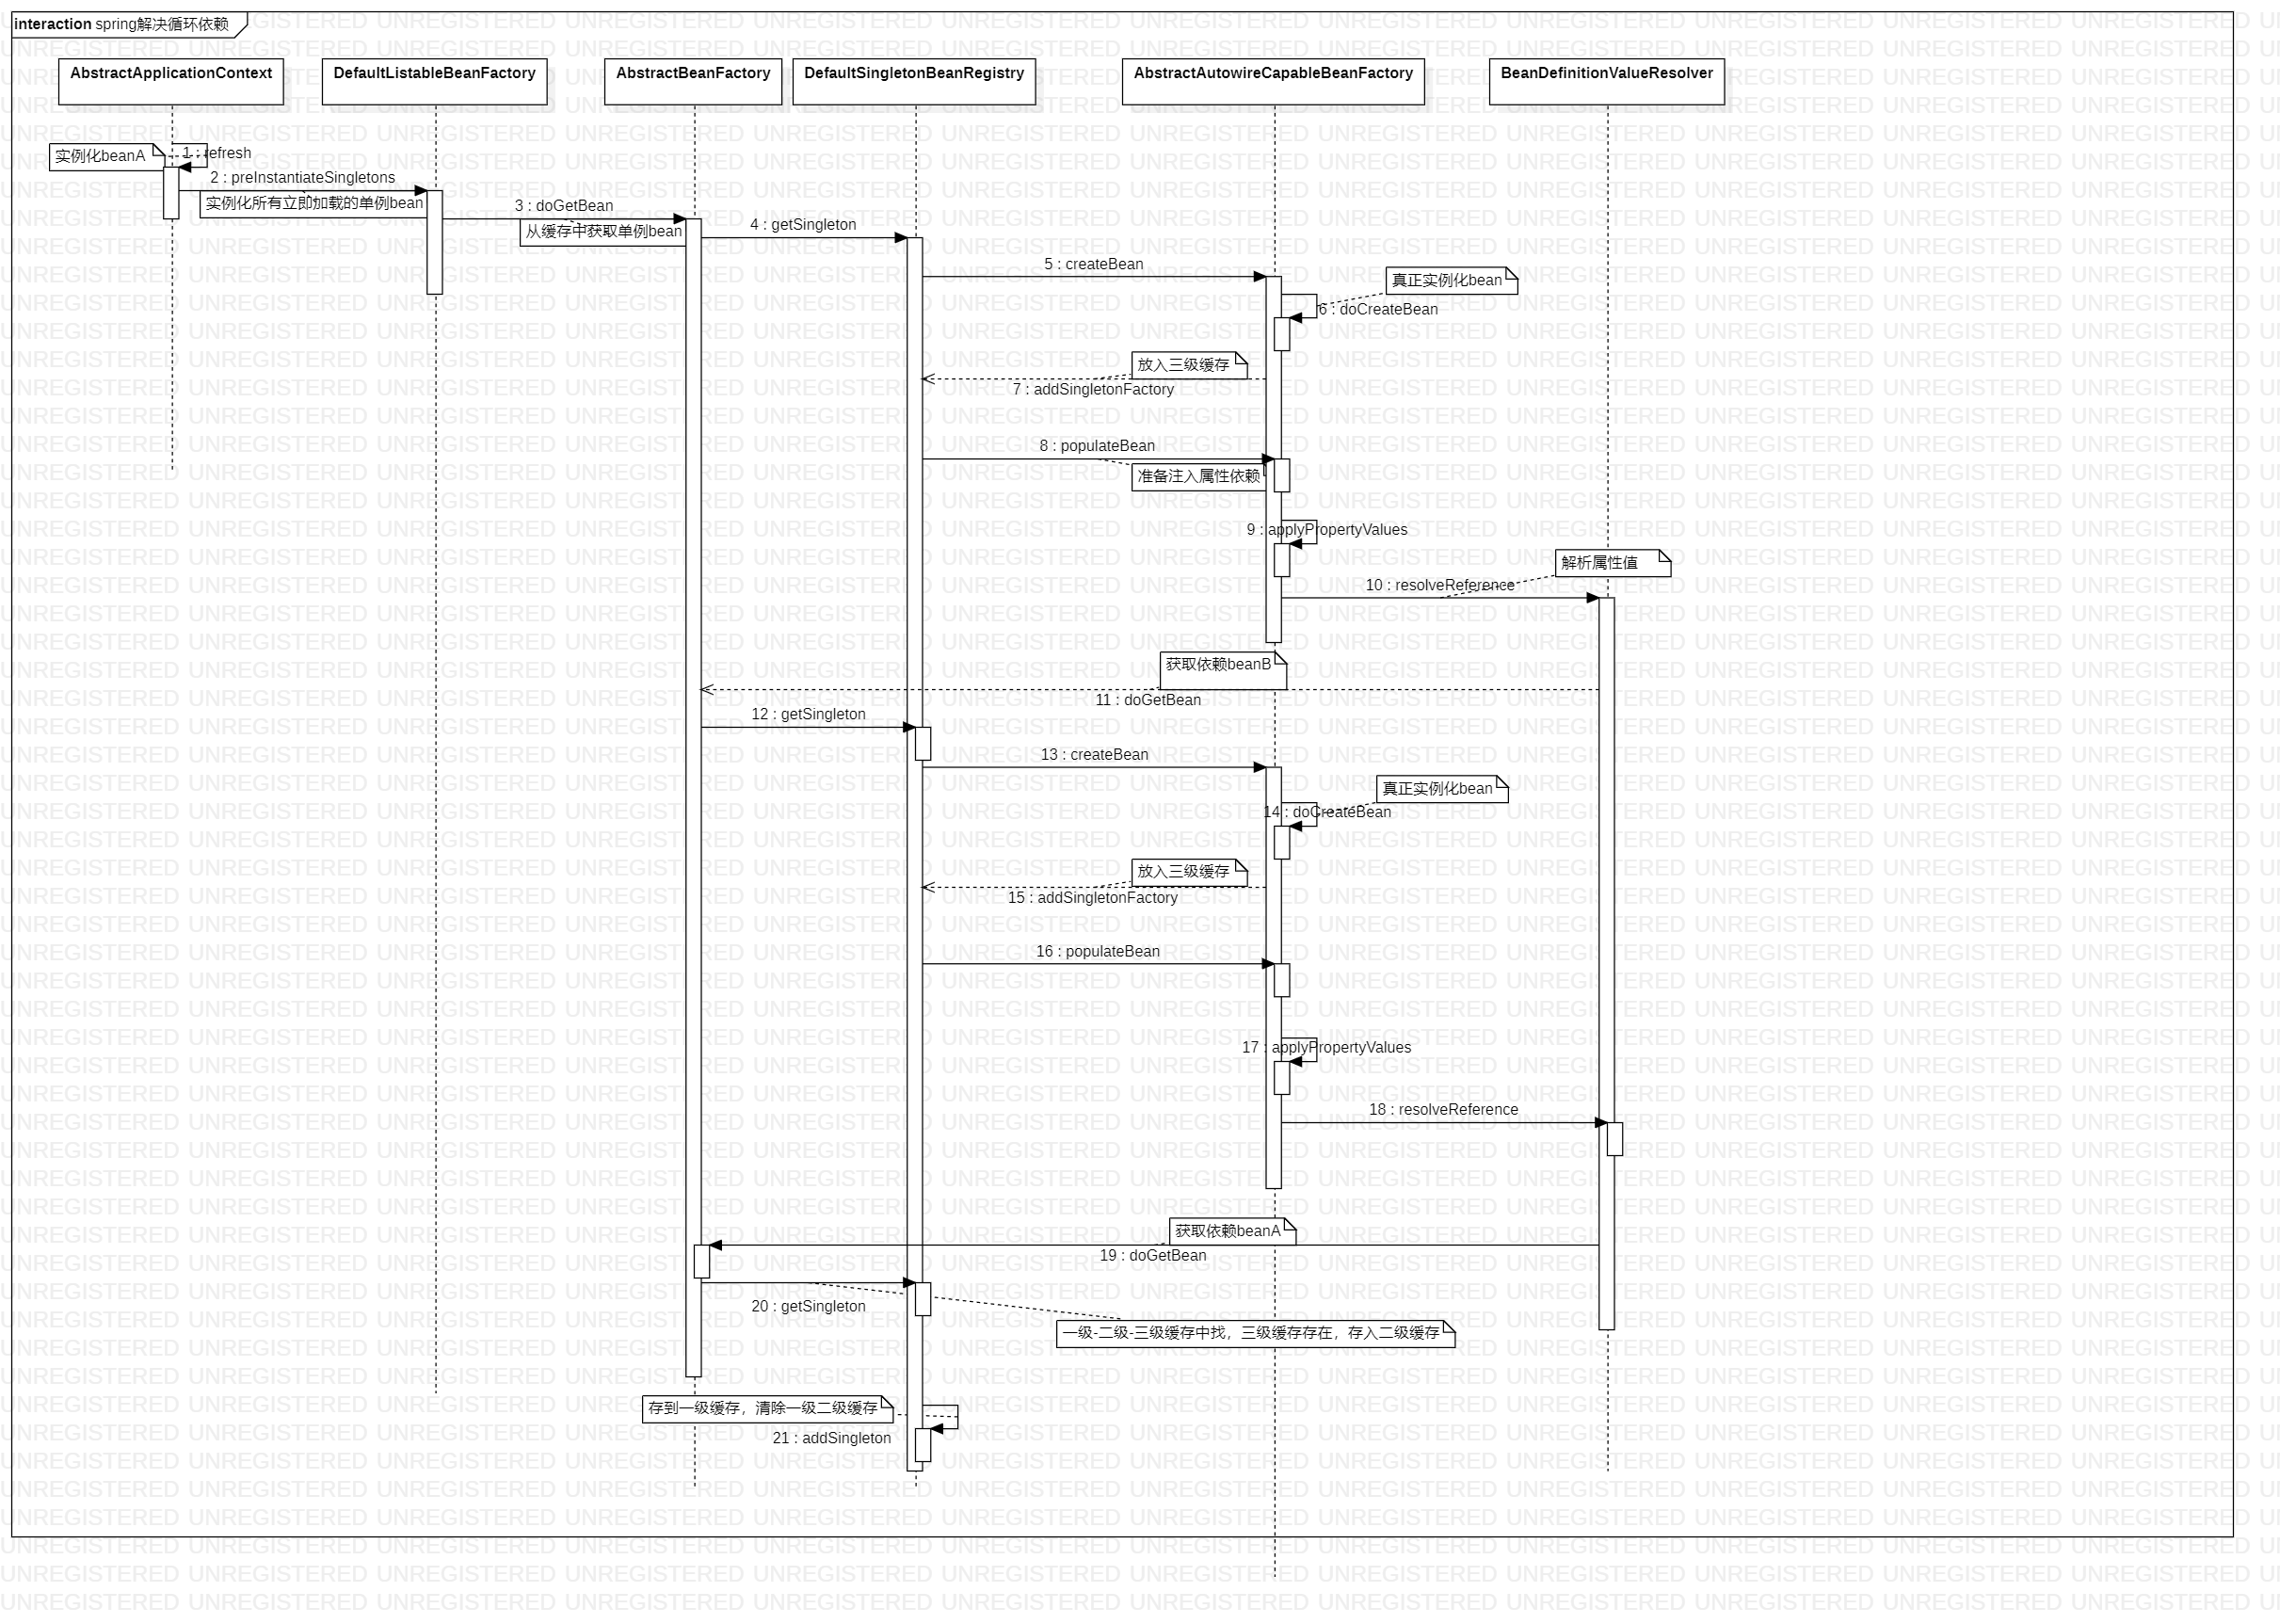 interaction spring解决循环依赖
AbstractApplicationContext
DefaultListableBeanFactory
AbstractBeanFactory
DefaultSingletonBeanRegistry
AbstractAutowireCapableBeanFactory
BeanDefinitionValueResolver
实例化beanA
1 : refresh
2 : preInstantiateSingletons
实例化所有立即加载的单例bean
3 : doGetBean
从缓存中获取单例bean
4 : getSingleton
5 : createBean
真正实例化bean
6 : doCreateBean
放入三级缓存
7 : addSingletonFactory
8 : populateBean
准备注入属性依赖
9 : applyPropertyValues
解析属性值
10 : resolveReference
获取依赖beanB
11 : doGetBean
12 : getSingleton
13 : createBean
真正实例化bean
14 : doCreateBean
放入三级缓存
15 : addSingletonFactory
16 : populateBean
17 : applyPropertyValues
18 : resolveReference
获取依赖beanA
19 : doGetBean
20 : getSingleton
一级-二级-三级缓存中找，三级缓存存在，存入二级缓存
存到一级缓存，清除一级二级缓存
21 : addSingleton
UNREGISTERED